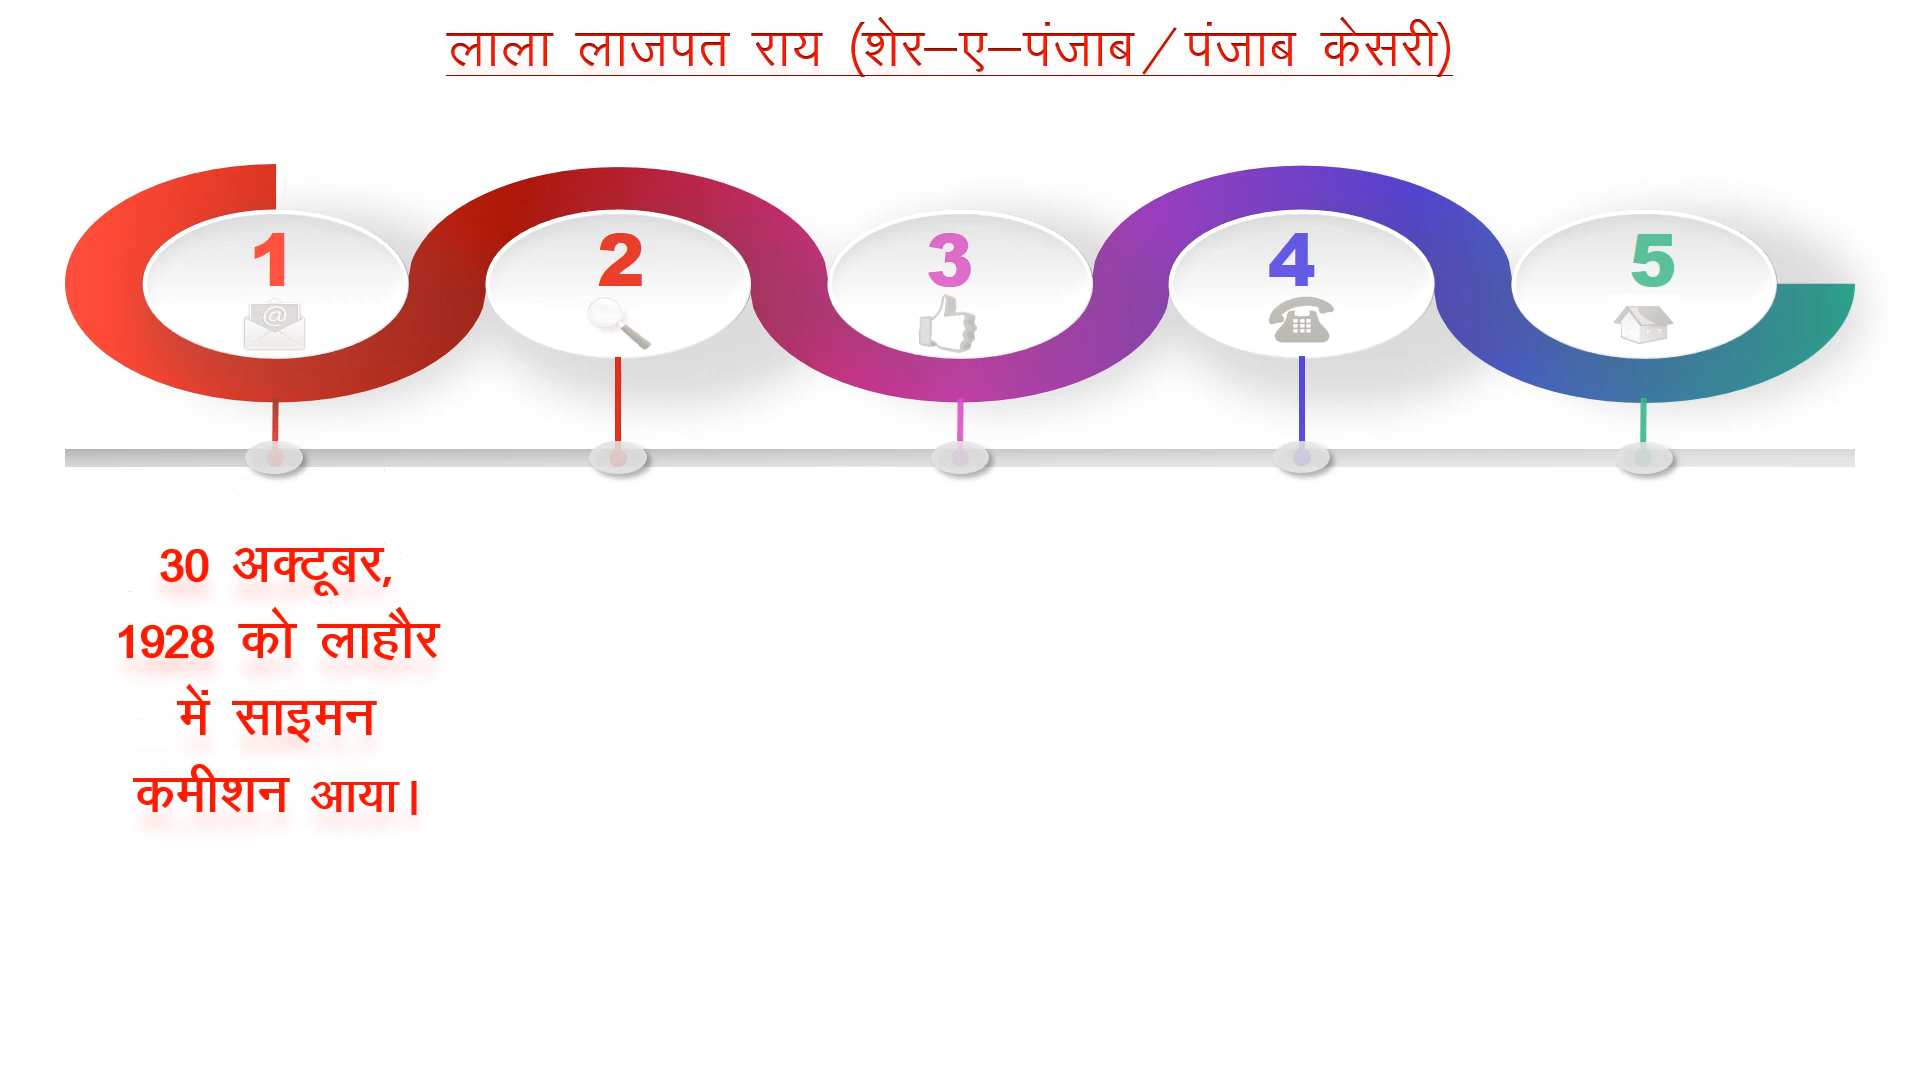 लाला लाजपत राय (शेर–ए–पंजाब/पंजाब केसरी)
1
2
3
4
5
@
30 अक्टूबर,
1928 को लाहौर
में साइमन
कमीशन आया।